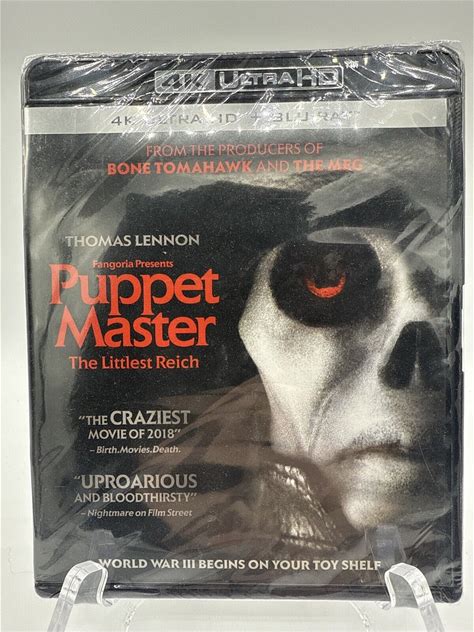 4K ULTRA HD™
4K ULTRA HD + BLU-RAY™
FROM THE PRODUCERS OF
BONE TOMAHAWK AND THE MEG
THOMAS LENNON
Fangoria Presents
Puppet
Master
The Littlest Reich
"THE CRAZIEST
MOVIE OF 2018"
– Birth.Movies.Death.
"UPROARIOUS
AND BLOODTHIRSTY"
– Nightmare on Film Street
WORLD WAR III BEGINS ON YOUR TOY SHELF